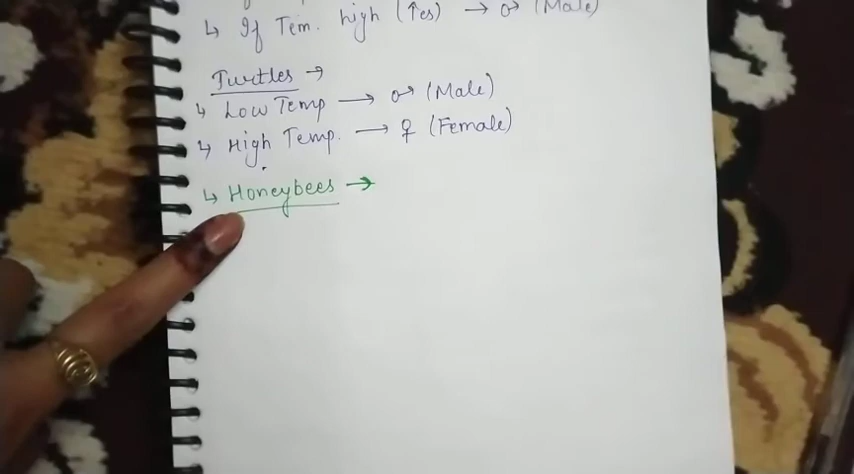 ↳ If Tem. high (↑es) → ♂ (Male)
Turtles →
↳ Low Temp → ♂ (Male)
↳ High Temp. → ♀ (Female)
↳ Honeybees →